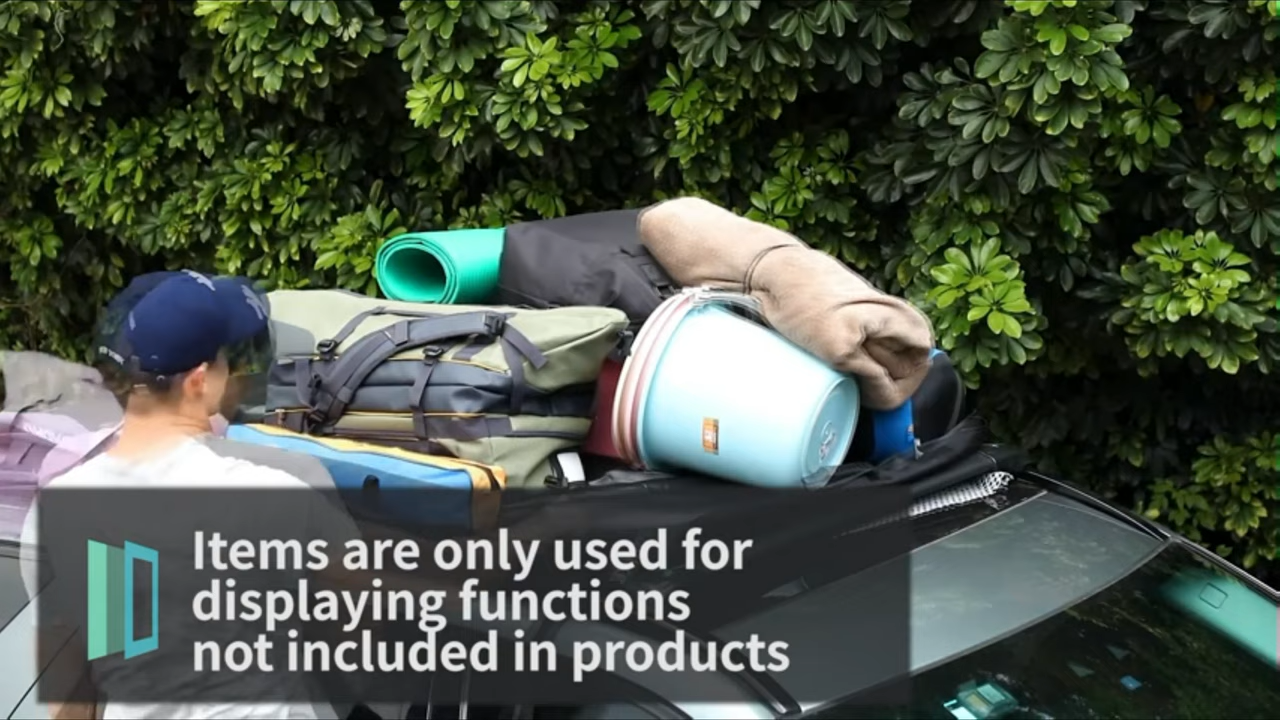 Items are only used for
displaying functions
not included in products